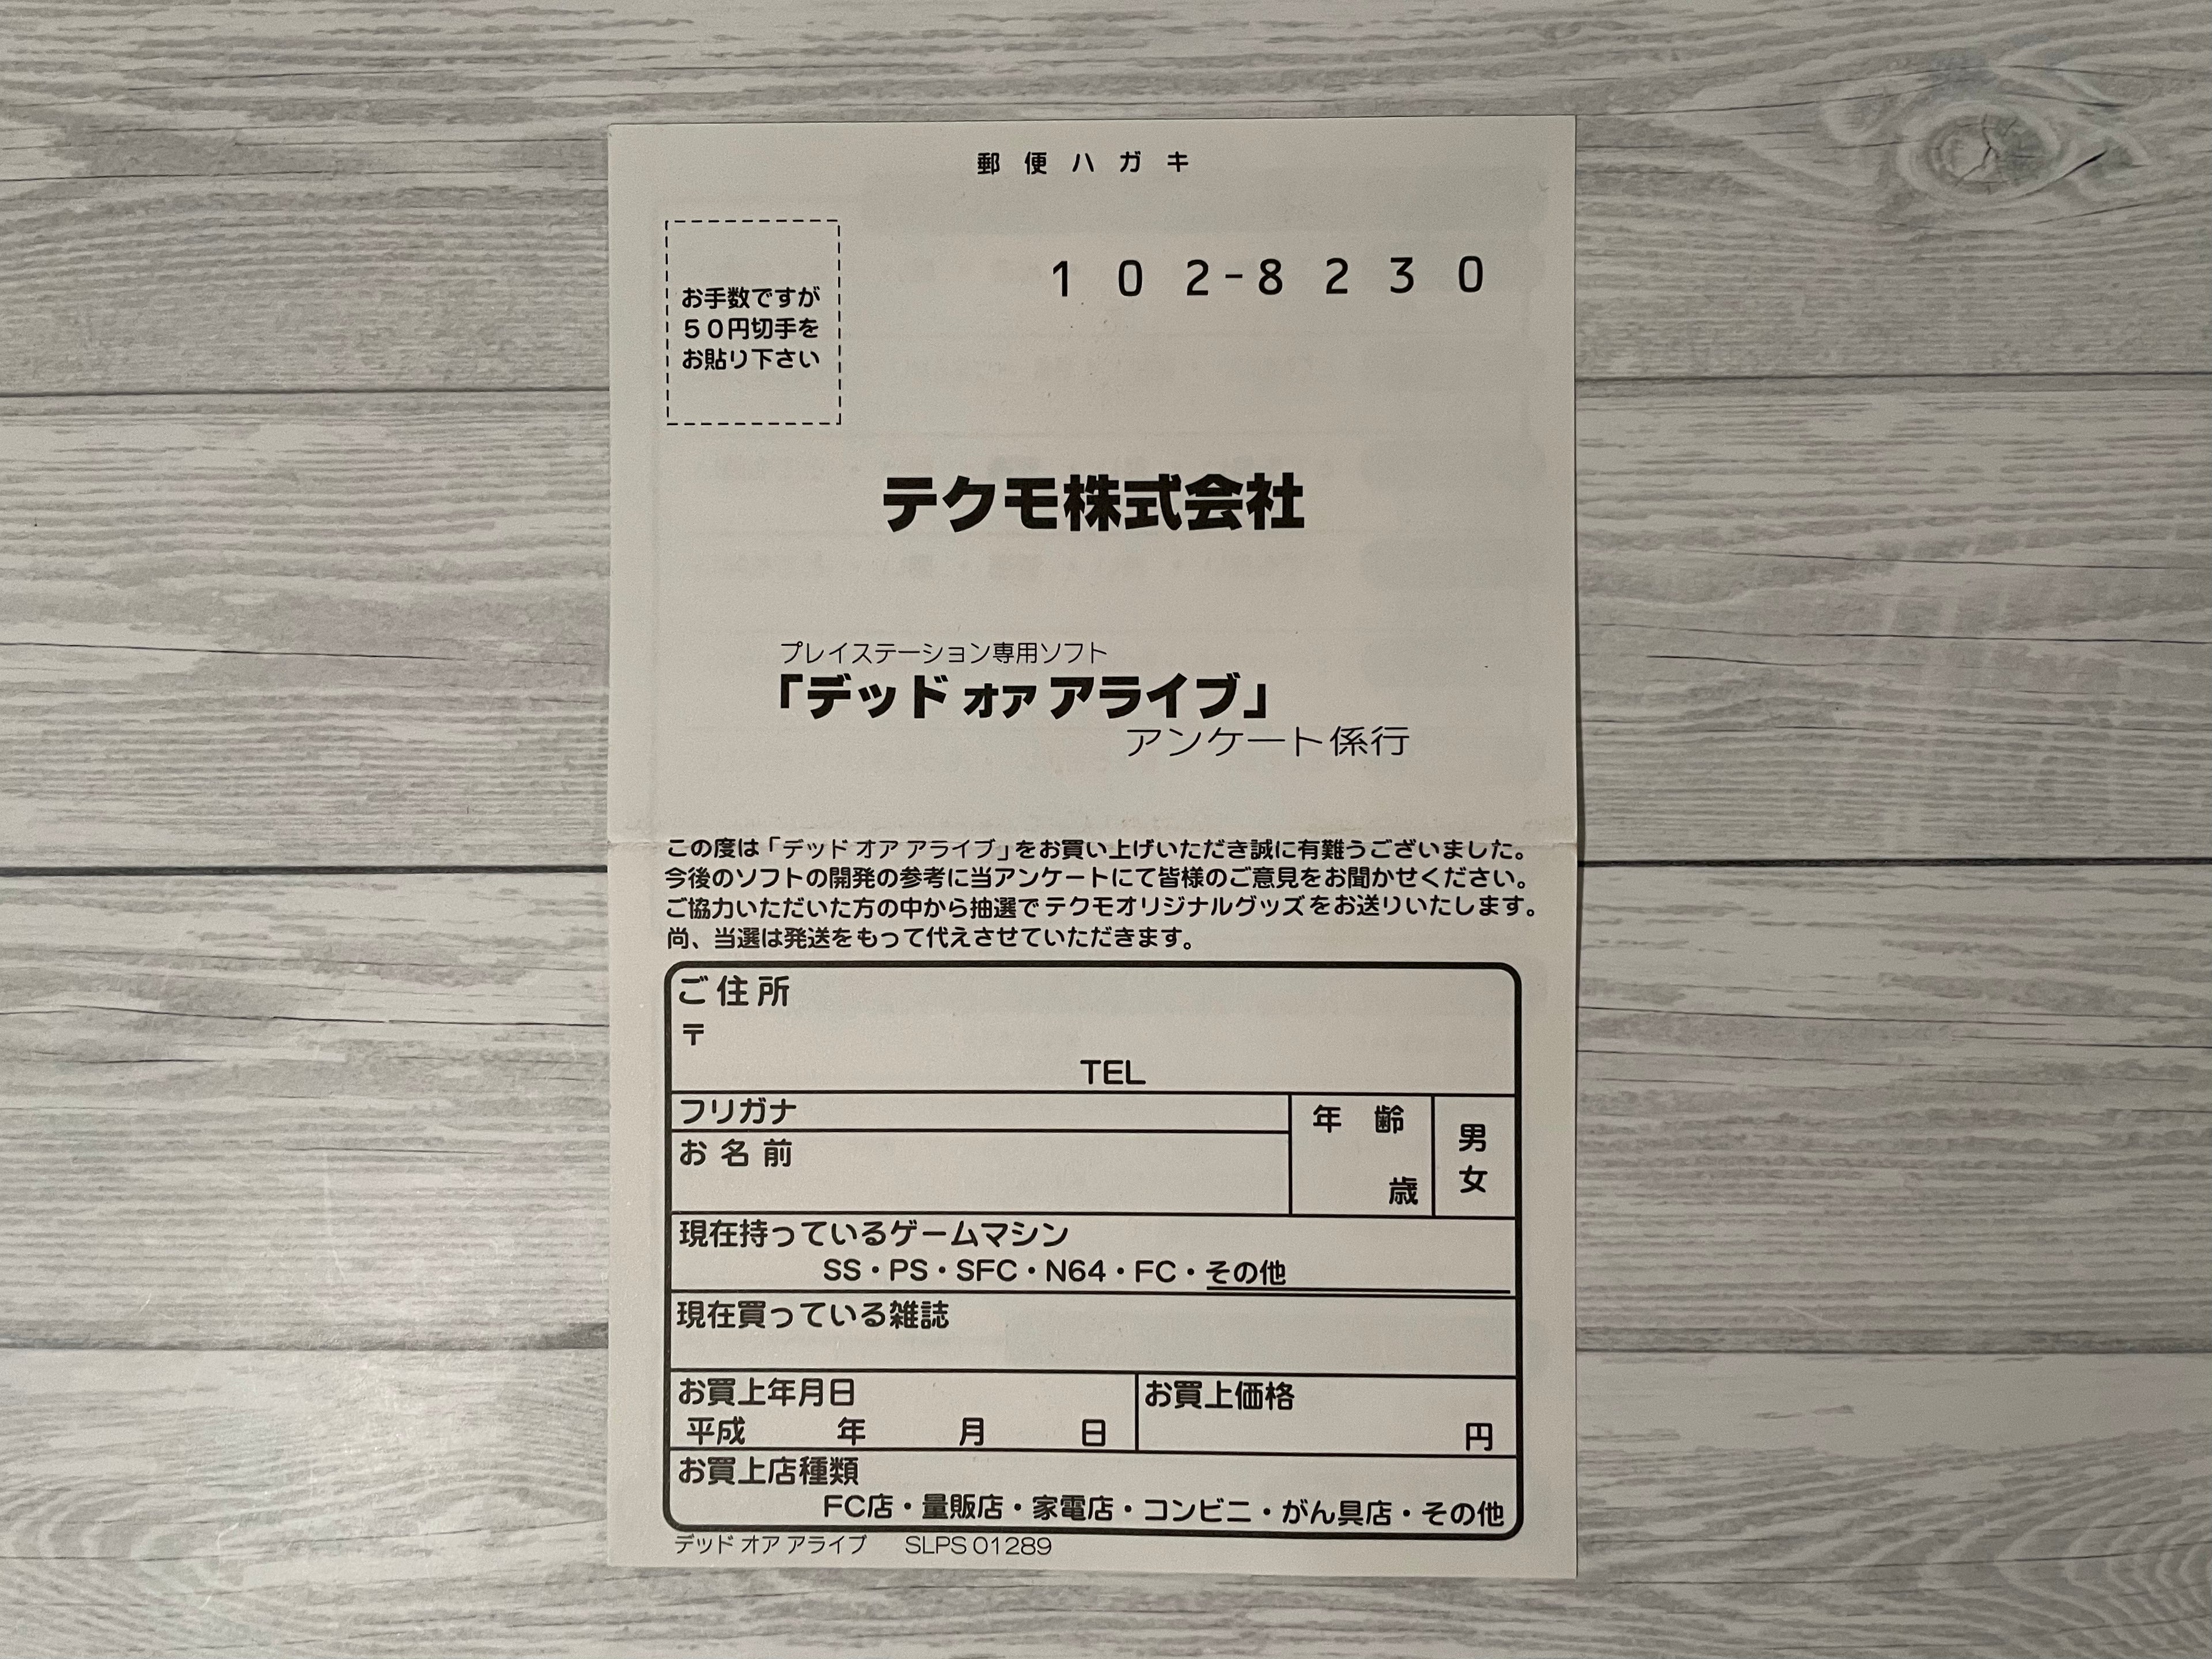 郵便ハガキ
お手数ですが
50円切手を
お貼り下さい
102-8230
テクモ株式会社
プレイステーション専用ソフト
「デッド オア アライブ」
アンケート係行
この度は「デッド オア アライブ」をお買い上げいただき誠に有難うございました。
今後のソフトの開発の参考に当アンケートにて皆様のご意見をお聞かせください。
ご協力いただいた方の中から抽選でテクモオリジナルグッズをお送りいたします。
尚、当選は発送をもって代えさせていただきます。
ご住所
〒
TEL
フリガナ
お名前
年齢
歳
男
女
現在持っているゲームマシン
SS・PS・SFC・N64・FC・その他
現在買っている雑誌
お買上年月日
平成 年 月 日
お買上価格
円
お買上店種類
FC店・量販店・家電店・コンビニ・がん具店・その他
デッド オア アライブ SLPS 01289